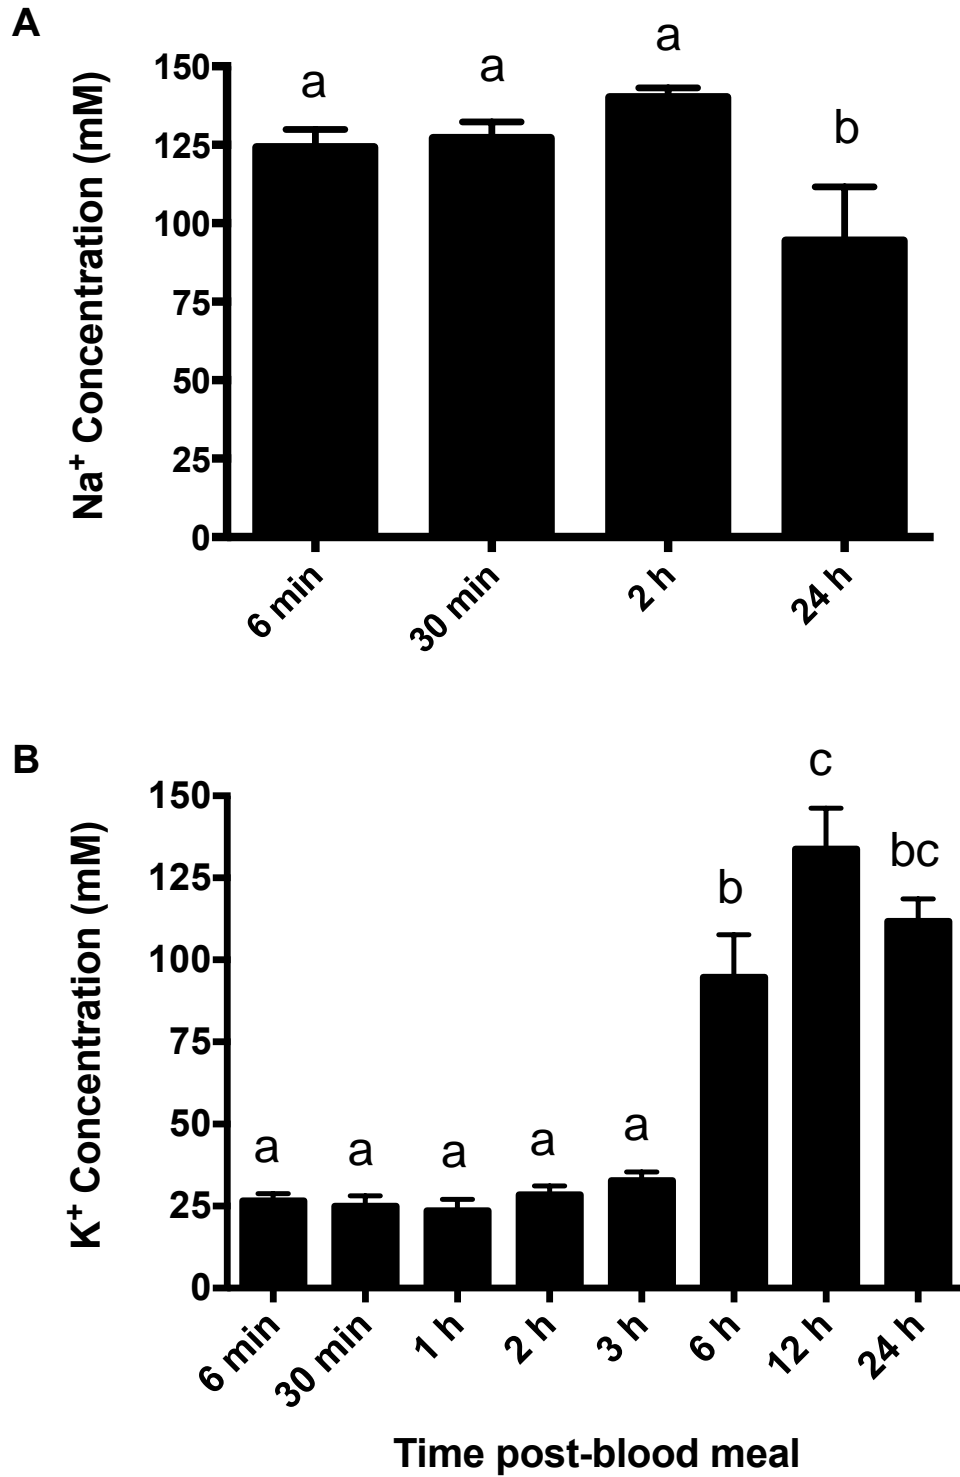 A
Na⁺ Concentration (mM)
150
125
100
75
50
25
0
a
a
a
b
6 min
30 min
2 h
24 h
B
K⁺ Concentration (mM)
150
125
100
75
50
25
0
a
a
a
a
a
b
c
bc
6 min
30 min
1 h
2 h
3 h
6 h
12 h
24 h
Time post-blood meal